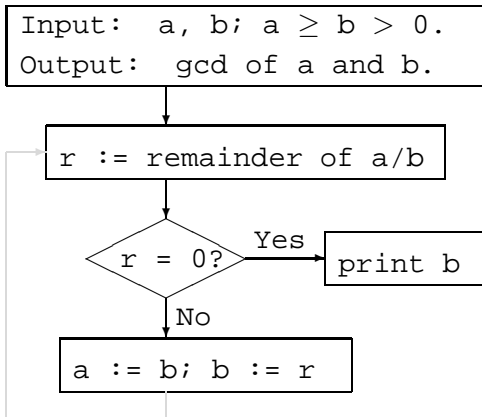 Input: a, b; a ≥ b > 0.
Output: gcd of a and b.
r := remainder of a/b
r = 0?
Yes
print b
No
a := b; b := r